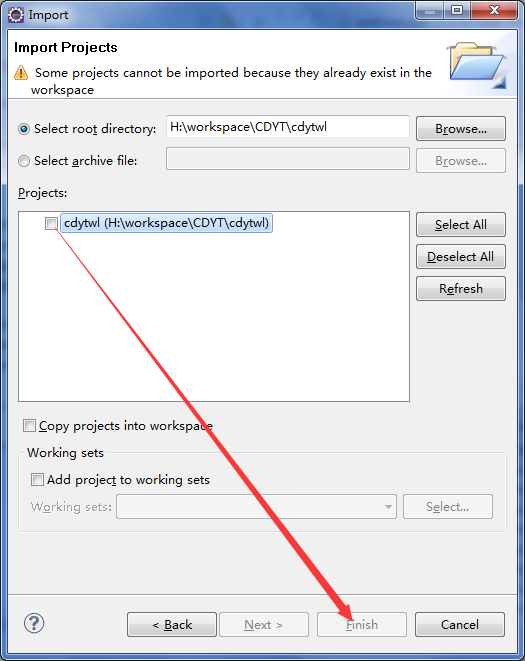 Import
Import Projects
Some projects cannot be imported because they already exist in the
workspace
Select root directory:
H:\workspace\CDYT\cdytwl
Browse...
Select archive file:
Browse...
Projects:
cdytwl (H:\workspace\CDYT\cdytwl)
Select All
Deselect All
Refresh
Copy projects into workspace
Working sets
Add project to working sets
Working sets:
Select...
?
< Back
Next >
Finish
Cancel